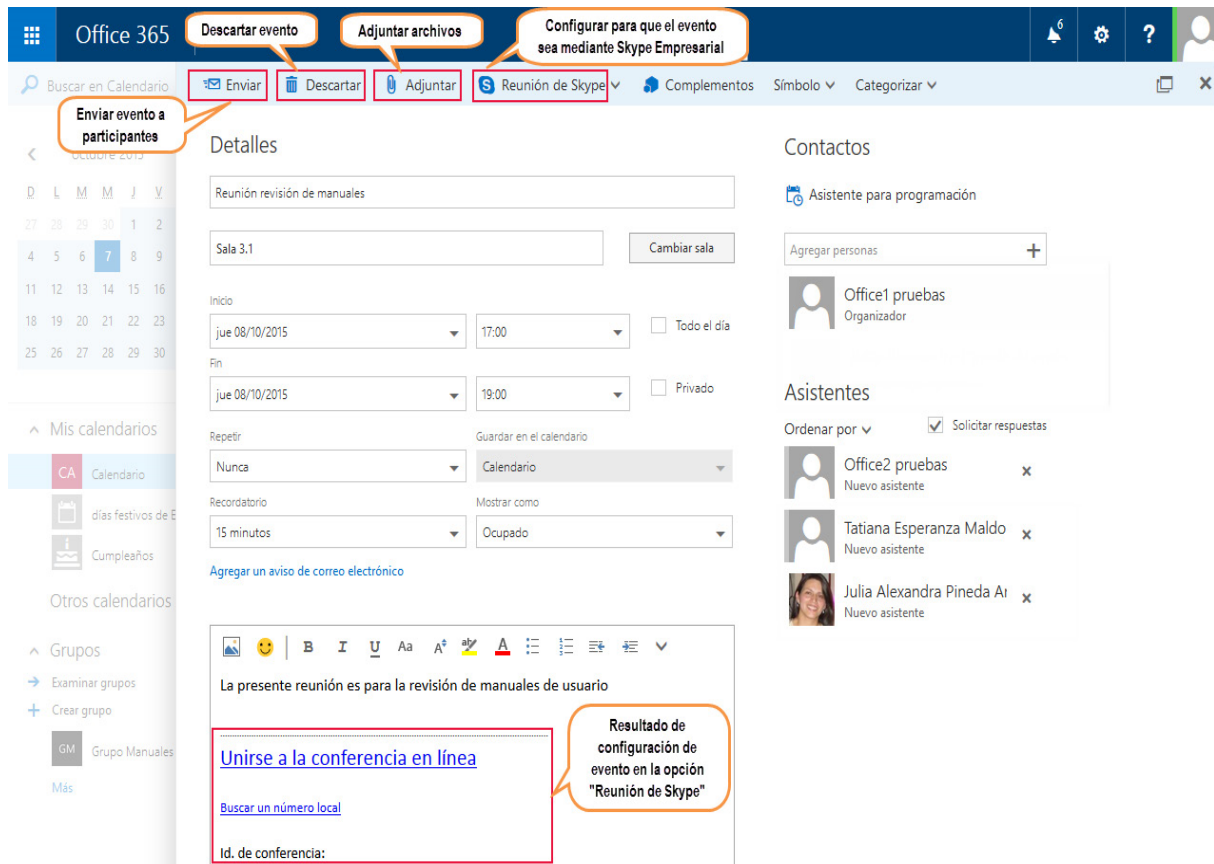 Office 365
Descartar evento
Adjuntar archivos
Configurar para que el evento
sea mediante Skype Empresarial
6
?
Buscar en Calendario
Enviar
Descartar
Adjuntar
Reunión de Skype
Complementos
Símbolo
Categorizar
Enviar evento a
participantes
octubre 2015
D L M M J V
27 28 29 30 1 2
4 5 6 7 8 9
11 12 13 14 15 16
18 19 20 21 22 23
25 26 27 28 29 30
Mis calendarios
CA Calendario
días festivos de E
Cumpleaños
Otros calendarios
Grupos
Examinar grupos
Crear grupo
GM Grupo Manuales
Más
Detalles
Reunión revisión de manuales
Sala 3.1
Cambiar sala
Inicio
jue 08/10/2015 17:00 Todo el día
Fin
jue 08/10/2015 19:00 Privado
Repetir Guardar en el calendario
Nunca Calendario
Recordatorio Mostrar como
15 minutos Ocupado
Agregar un aviso de correo electrónico
B I U Aa A aby A
La presente reunión es para la revisión de manuales de usuario
Unirse a la conferencia en línea
Buscar un número local
Id. de conferencia:
Resultado de
configuración de
evento en la opción
"Reunión de Skype"
Contactos
Asistente para programación
Agregar personas
Office1 pruebas
Organizador
Asistentes
Ordenar por Solicitar respuestas
Office2 pruebas
Nuevo asistente
Tatiana Esperanza Maldo
Nuevo asistente
Julia Alexandra Pineda Ar
Nuevo asistente